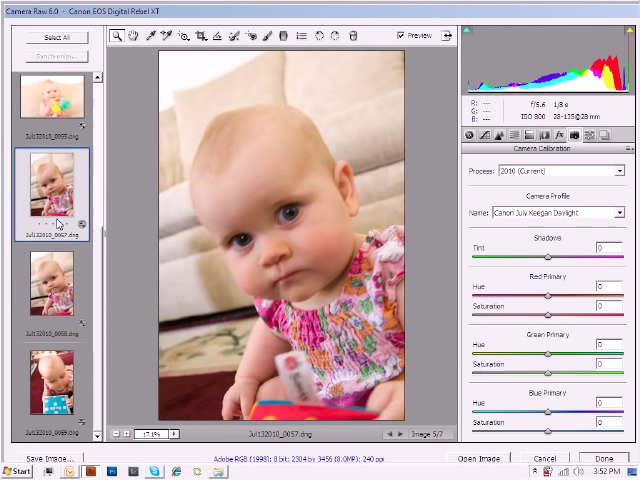 Camera Raw 6.0 - Canon EOS Digital Rebel XT
Select All
Synchronize...
Preview
Jul132010_0055.dng
Jul132010_0057.dng
Jul132010_0058.dng
Jul132010_0059.dng
R: ---
G: ---
B: ---
f/5.6 1/8 s
ISO 800 28-135@28 mm
Camera Calibration
Process: 2010 (Current)
Camera Profile
Name: Canon July Keegan Daylight
Shadows
Tint 0
Red Primary
Hue 0
Saturation 0
Green Primary
Hue 0
Saturation 0
Blue Primary
Hue 0
17.1%
Jul132010_0057.dng
Image 5/7
Save Image...
Adobe RGB (1998); 8 bit; 2304 by 3456 (8.0MP); 240 ppi
Open Image
Cancel
Done
Start
3:52 PM